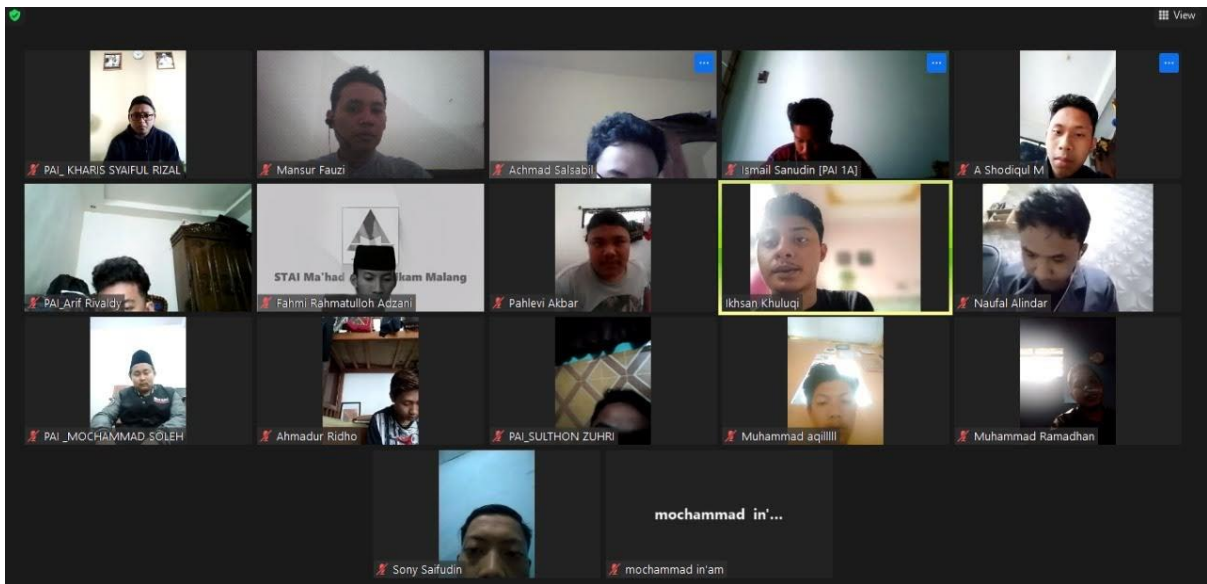 View
PAI_ KHARIS SYAIFUL RIZAL
Mansur Fauzi
Achmad Salsabil
Ismail Sanudin [PAI 1A]
A Shodiqul M
PAI_Arif Rivaldy
STAI Ma'had kam Malang
Fahmi Rahmatulloh Adzani
Pahlevi Akbar
Ikhsan Khuluqi
Naufal Alindar
PAI _MOCHAMMAD SOLEH
Ahmadur Ridho
PAI_SULTHON ZUHRI
Muhammad aqilllll
Muhammad Ramadhan
Sony Saifudin
mochammad in'...
mochammad in'am